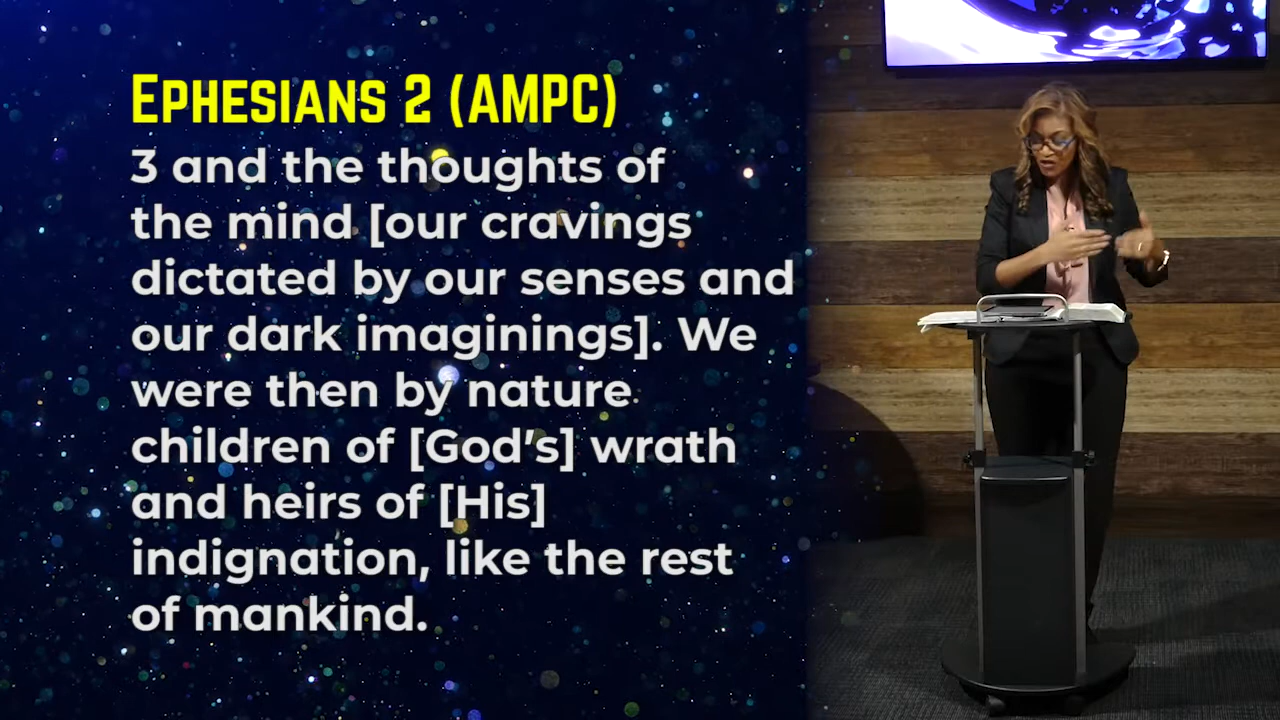 Ephesians 2 (AMPC)
3 and the thoughts of
the mind [our cravings
dictated by our senses and
our dark imaginings]. We
were then by nature
children of [God’s] wrath
and heirs of [His]
indignation, like the rest
of mankind.